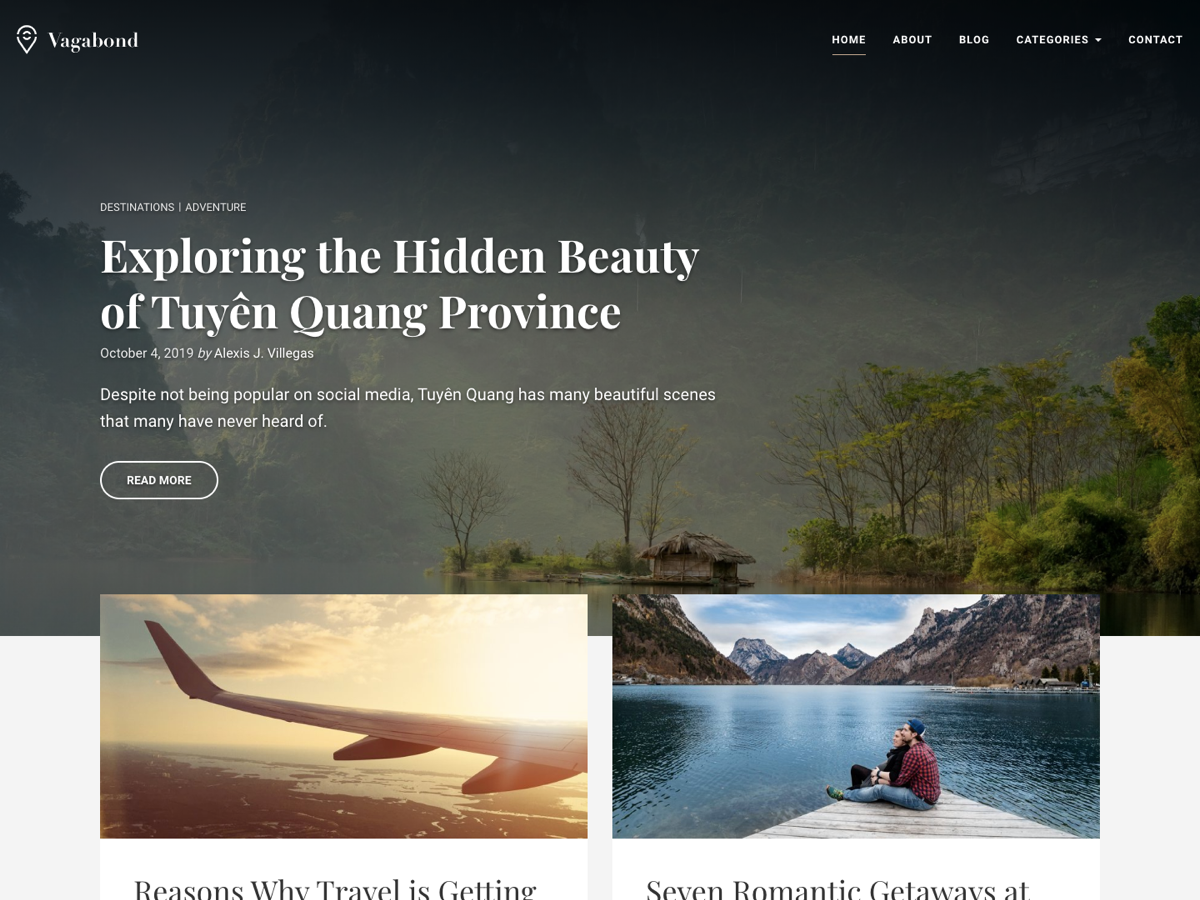 Vagabond
HOME ABOUT BLOG CATEGORIES CONTACT
DESTINATIONS | ADVENTURE
Exploring the Hidden Beauty
of Tuyên Quang Province
October 4, 2019 by Alexis J. Villegas
Despite not being popular on social media, Tuyên Quang has many beautiful scenes
that many have never heard of.
READ MORE
Reasons Why Travel is Getting
Seven Romantic Getaways at